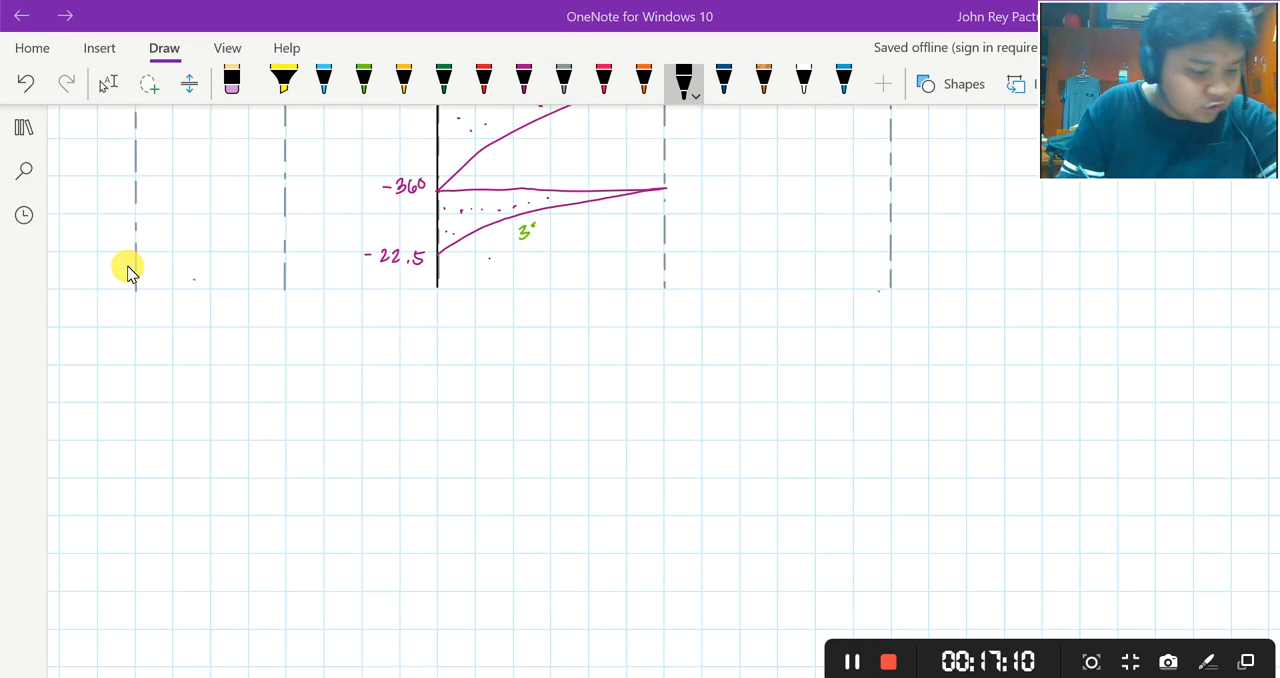 OneNote for Windows 10
John Rey Pactu
Home Insert Draw View Help
Saved offline (sign in require
Shapes
-360
3°
-22.5
00:17:10